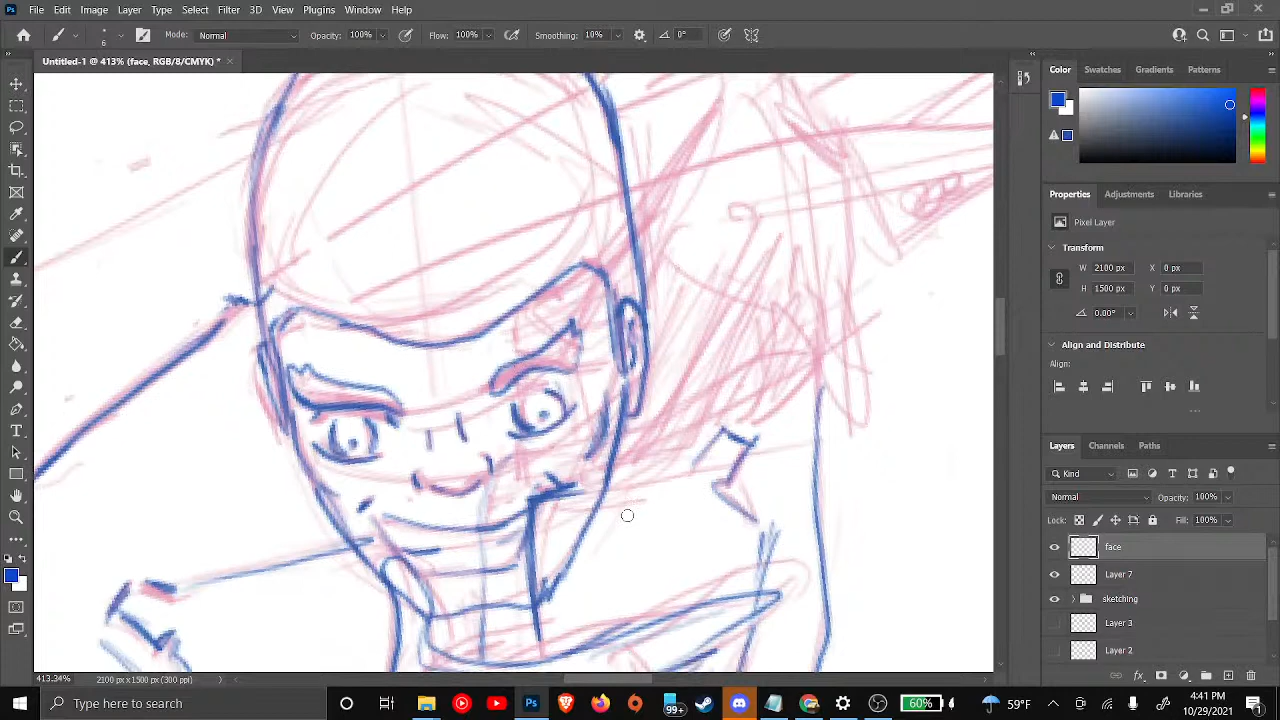 Ps File Edit Image Layer Type Select Filter 3D View Plugins Window Help
6 Mode: Normal Opacity: 100% Flow: 100% Smoothing: 10% 0°
Untitled-1 @ 413% (face, RGB/8/CMYK) * ×
Color Swatches Gradients Patterns
Properties Adjustments Libraries
Pixel Layer
Transform
W 2100 px X 0 px
H 1500 px Y 0 px
0.00°
Align and Distribute
Align:
...
Layers Channels Paths
Kind
Normal Opacity: 100%
Lock: Fill: 100%
face
Layer 7
sketching
Layer 3
Layer 2
413.34% 2100 px x 1500 px (300 ppi)
Type here to search
Ps
99+
60%
59°F
4:41 PM
10/29/2021